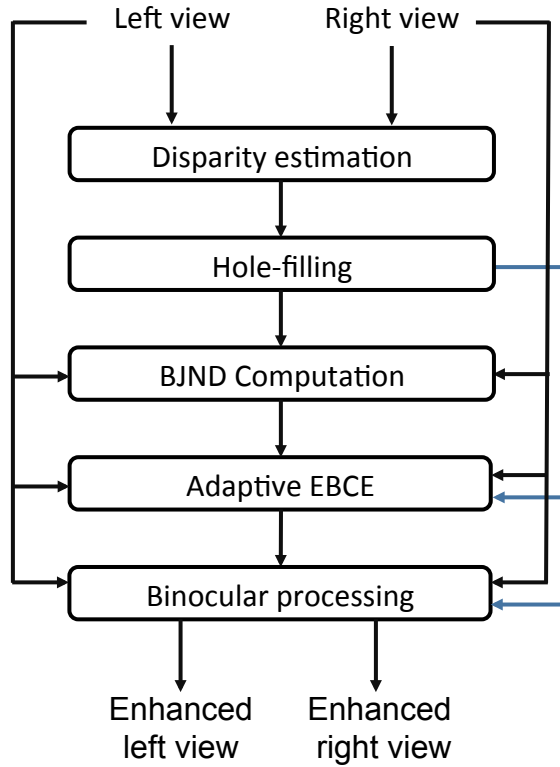 Left view
Right view
Disparity estimation
Hole-filling
BJND Computation
Adaptive EBCE
Binocular processing
Enhanced
left view
Enhanced
right view